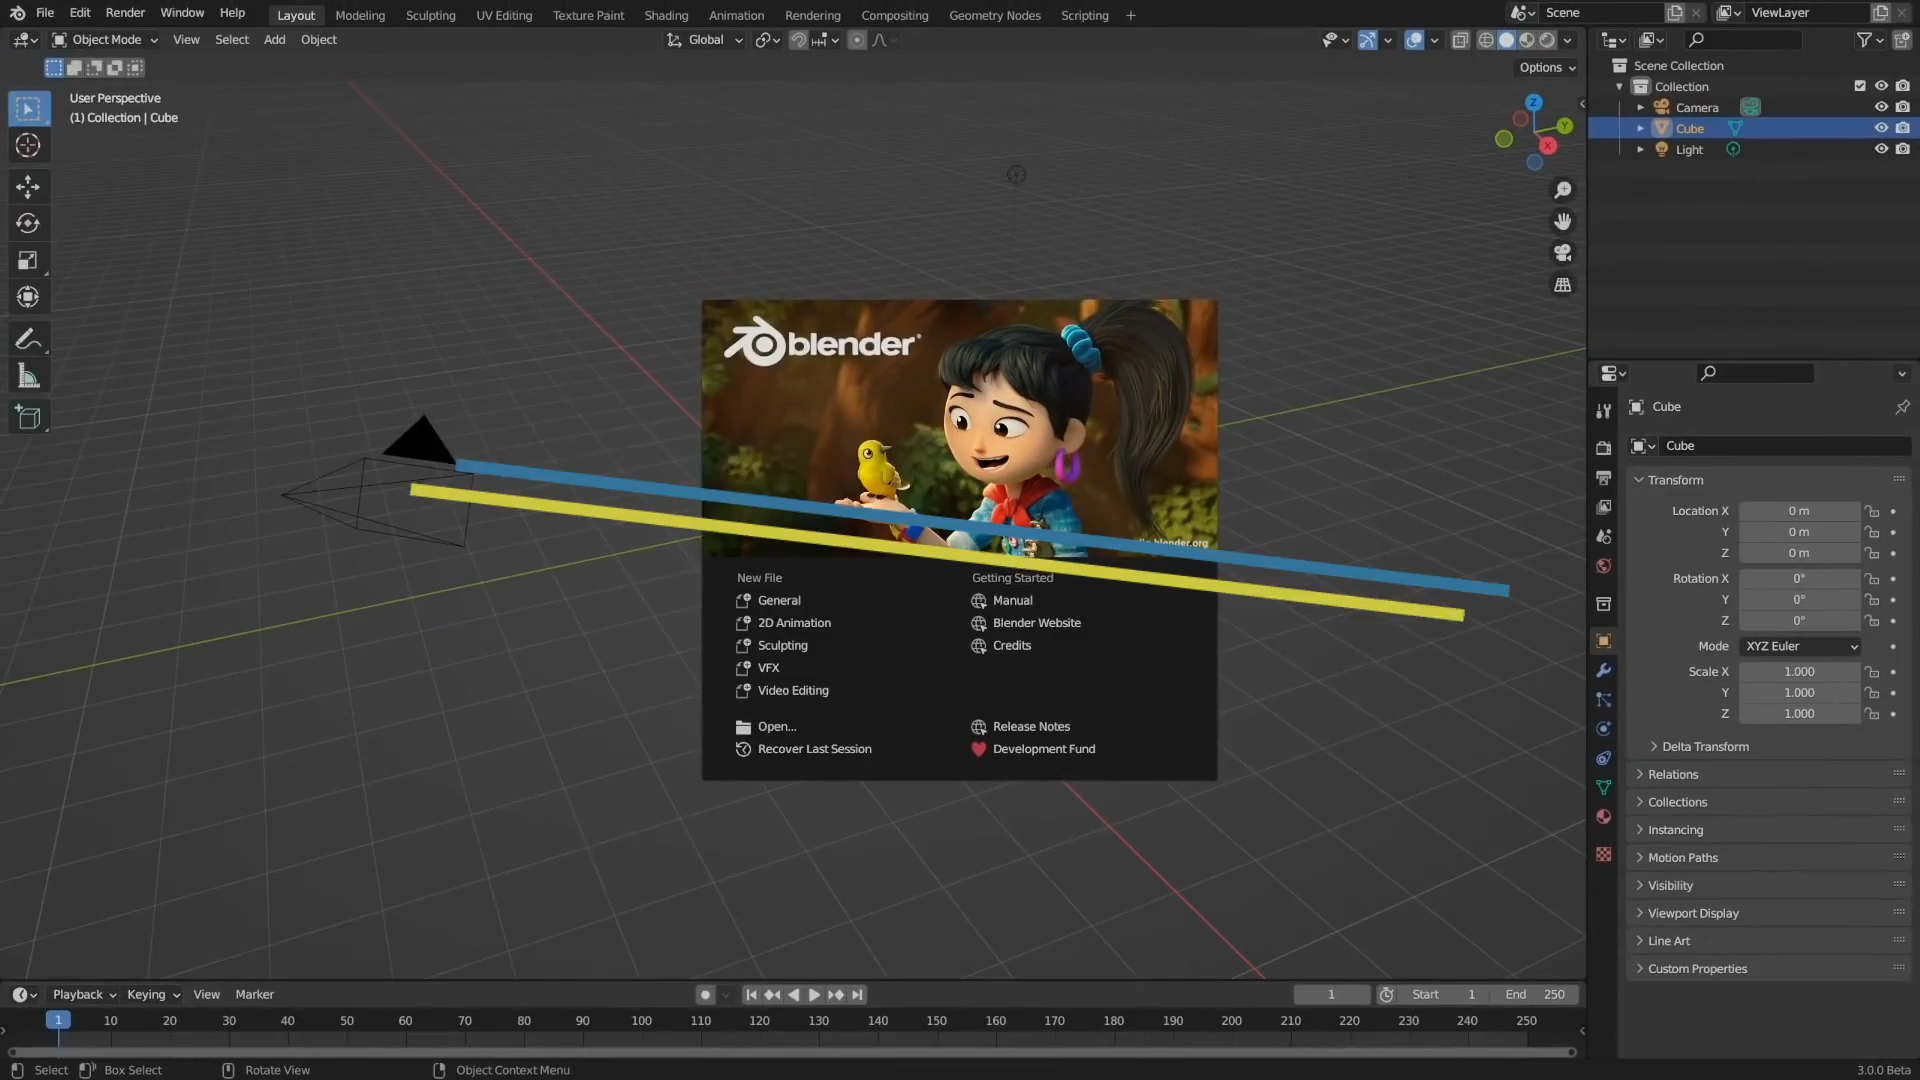 File Edit Render Window Help Layout Modeling Sculpting UV Editing Texture Paint Shading Animation Rendering Compositing Geometry Nodes Scripting + Scene ViewLayer
Object Mode View Select Add Object Global
Options
User Perspective
(1) Collection | Cube
Z
Y
X
Scene Collection
Collection
Camera
Cube
Light
blender
blender.org
New File
General
2D Animation
Sculpting
VFX
Video Editing
Open...
Recover Last Session
Getting Started
Manual
Blender Website
Credits
Release Notes
Development Fund
Cube
Cube
Transform
Location X 0 m
Y 0 m
Z 0 m
Rotation X 0°
Y 0°
Z 0°
Mode XYZ Euler
Scale X 1.000
Y 1.000
Z 1.000
Delta Transform
Relations
Collections
Instancing
Motion Paths
Visibility
Viewport Display
Line Art
Custom Properties
Playback Keying View Marker 1 Start 1 End 250
1 10 20 30 40 50 60 70 80 90 100 110 120 130 140 150 160 170 180 190 200 210 220 230 240 250
Select Box Select Rotate View Object Context Menu 3.0.0 Beta